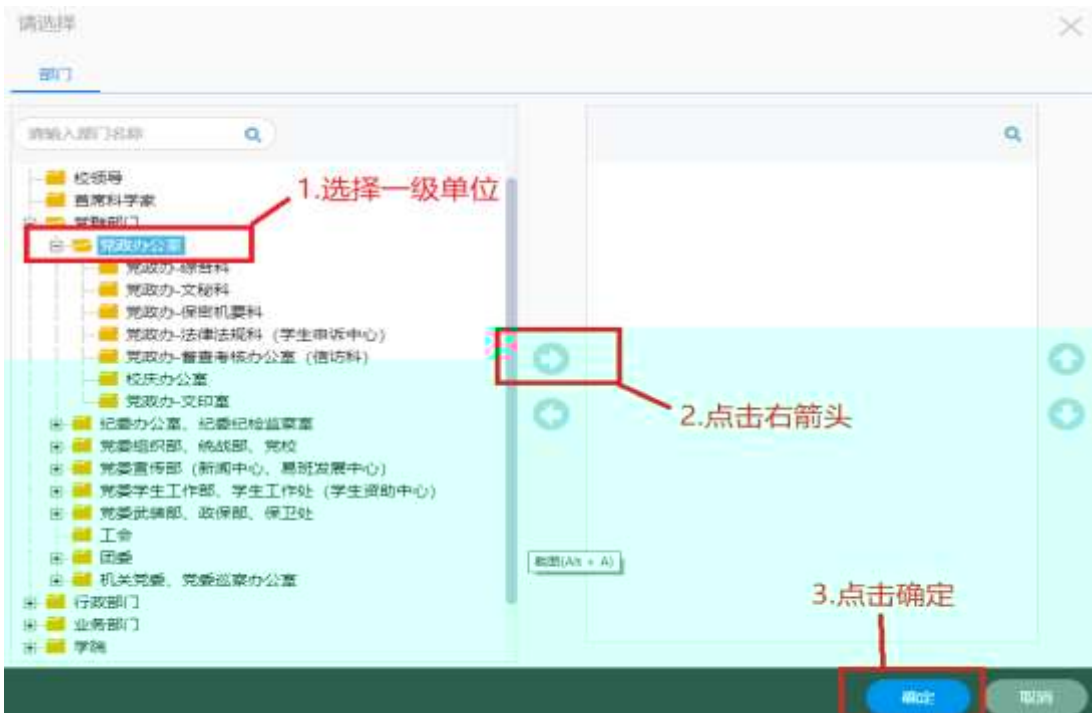 请选择
部门
请输入部门名称
校领导
首席科学家
1.选择一级单位
党群部门
党政办公室
党政办-综合科
党政办-文秘科
党政办-保密机要科
党政办-法律法规科（学生申诉中心）
党政办-督查考核办公室（信访科）
校庆办公室
党政办-文印室
2.点击右箭头
纪委办公室、纪委纪检监察室
党委组织部、统战部、党校
党委宣传部（新闻中心、易班发展中心）
党委学生工作部、学生工作处（学生资助中心）
党委武装部、政保部、保卫处
工会
团委
截图(Alt + A)
机关党委、党委巡察办公室
3.点击确定
行政部门
业务部门
学院
确定
取消